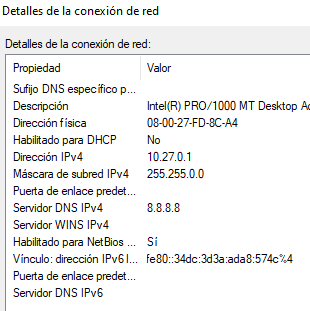 Detalles de la conexión de red
Detalles de la conexión de red:
Propiedad Valor
Sufijo DNS específico p...
Descripción Intel(R) PRO/1000 MT Desktop Ac
Dirección física 08-00-27-FD-8C-A4
Habilitado para DHCP No
Dirección IPv4 10.27.0.1
Máscara de subred IPv4 255.255.0.0
Puerta de enlace predet...
Servidor DNS IPv4 8.8.8.8
Servidor WINS IPv4
Habilitado para NetBios ... Sí
Vínculo: dirección IPv6 l... fe80::34dc:3d3a:ada8:574c%4
Puerta de enlace predet...
Servidor DNS IPv6